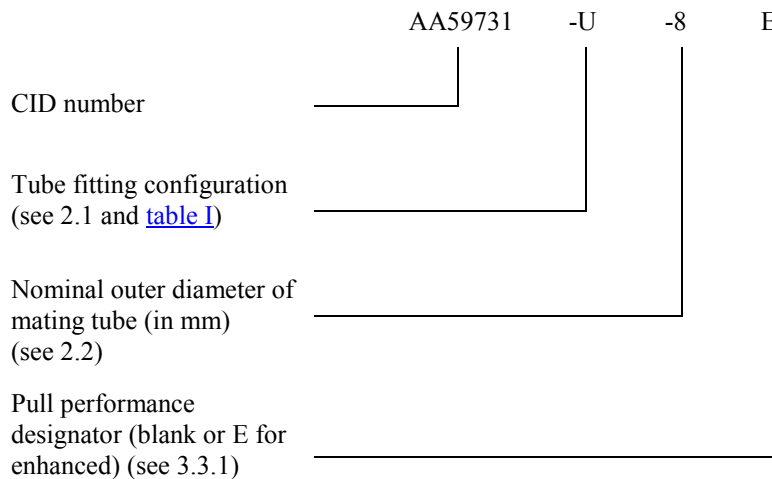 AA59731 -U -8 E
CID number
Tube fitting configuration
(see 2.1 and table I)
Nominal outer diameter of
mating tube (in mm)
(see 2.2)
Pull performance
designator (blank or E for
enhanced) (see 3.3.1)